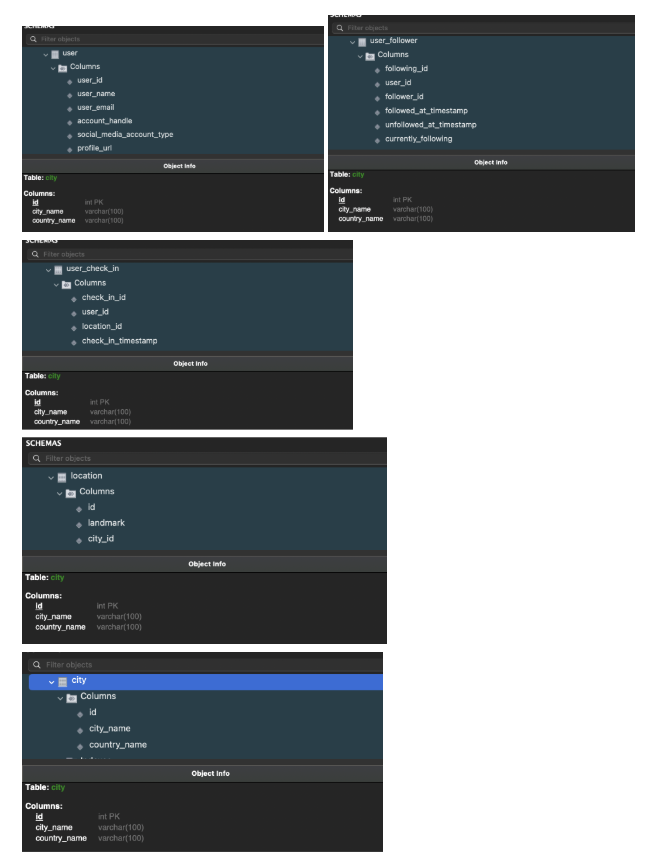 SCHEMAS
Filter objects
user
Columns
user_id
user_name
user_email
account_handle
social_media_account_type
profile_url
Object Info
Table: city
Columns:
id int PK
city_name varchar(100)
country_name varchar(100)
SCHEMAS
Filter objects
user_follower
Columns
following_id
user_id
follower_id
followed_at_timestamp
unfollowed_at_timestamp
currently_following
Object Info
Table: city
Columns:
id int PK
city_name varchar(100)
country_name varchar(100)
SCHEMAS
Filter objects
user_check_in
Columns
check_in_id
user_id
location_id
check_in_timestamp
Object Info
Table: city
Columns:
id int PK
city_name varchar(100)
country_name varchar(100)
SCHEMAS
Filter objects
location
Columns
id
landmark
city_id
Object Info
Table: city
Columns:
id int PK
city_name varchar(100)
country_name varchar(100)
Filter objects
city
Columns
id
city_name
country_name
Object Info
Table: city
Columns:
id int PK
city_name varchar(100)
country_name varchar(100)